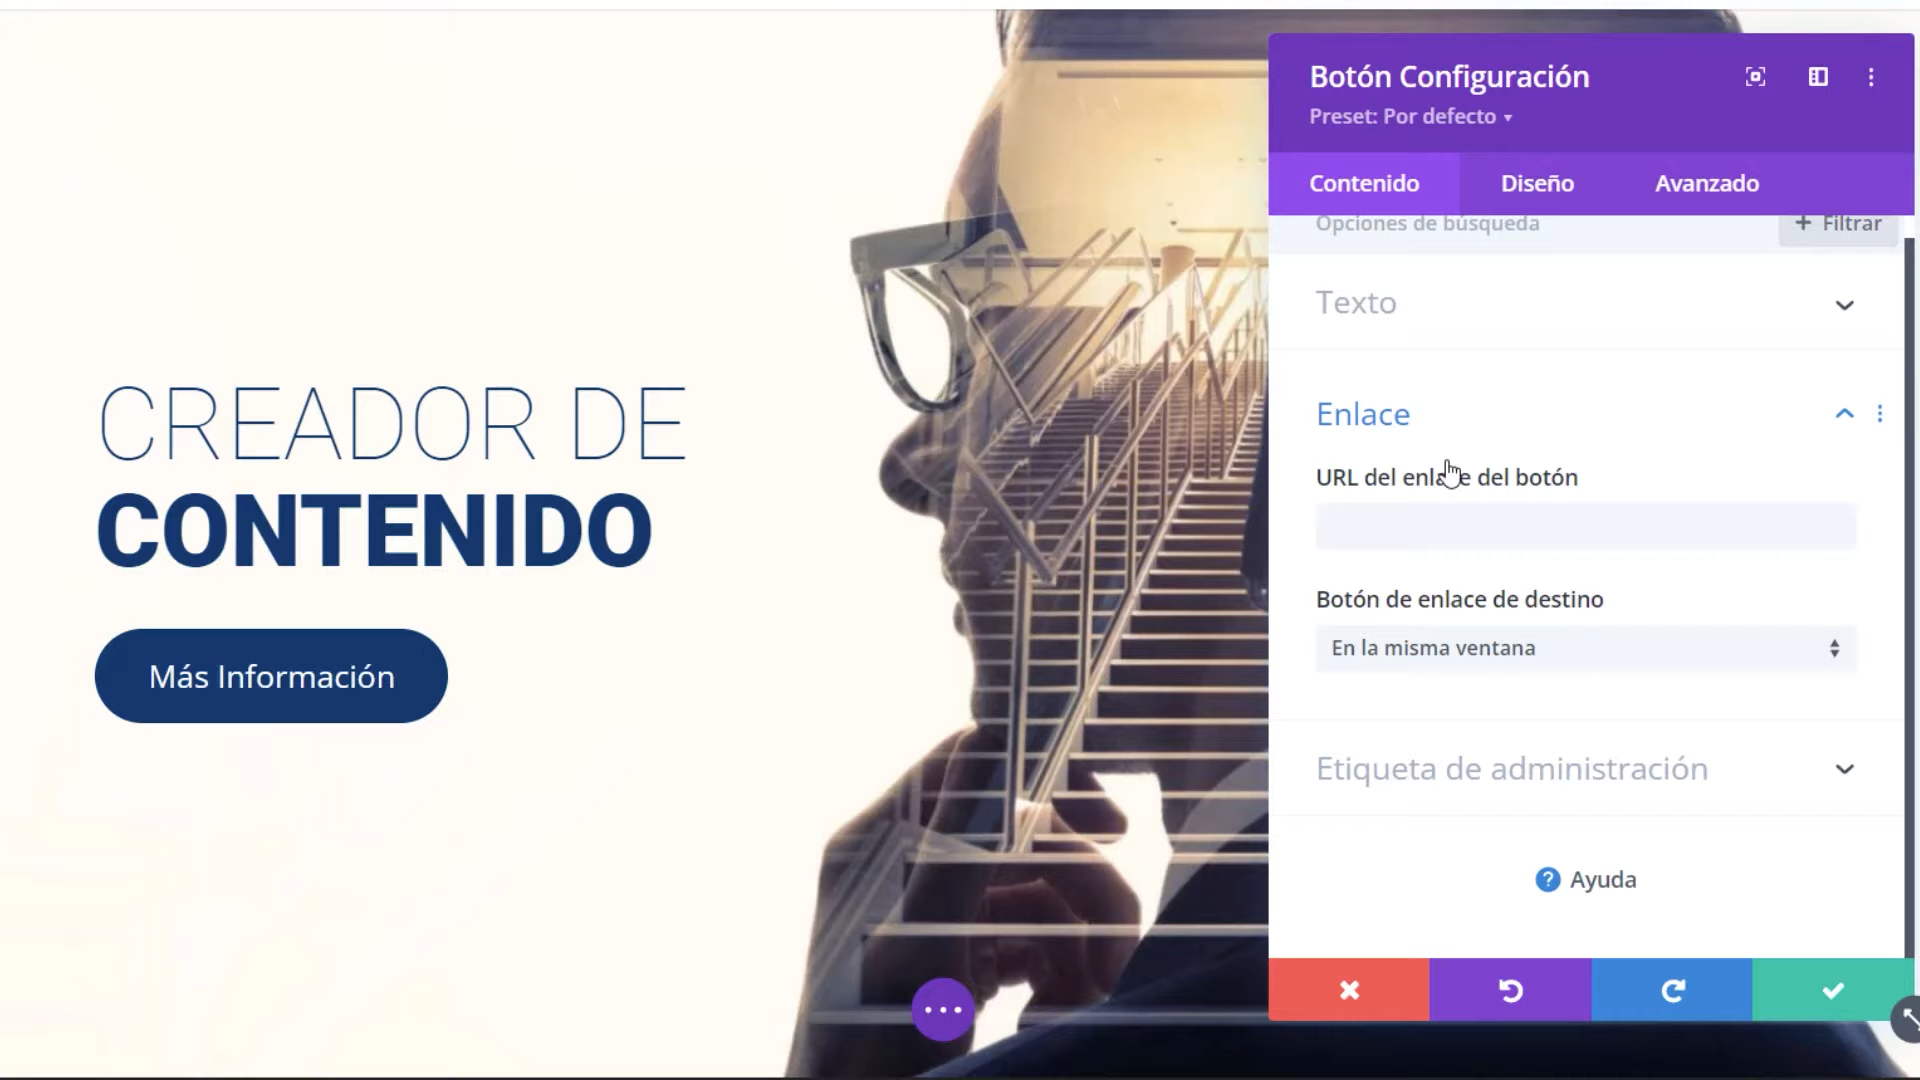 CREADOR DE
CONTENIDO
Más Información
Botón Configuración
Preset: Por defecto
Contenido
Diseño
Avanzado
Opciones de búsqueda
+ Filtrar
Texto
Enlace
URL del enlace del botón
Botón de enlace de destino
En la misma ventana
Etiqueta de administración
? Ayuda